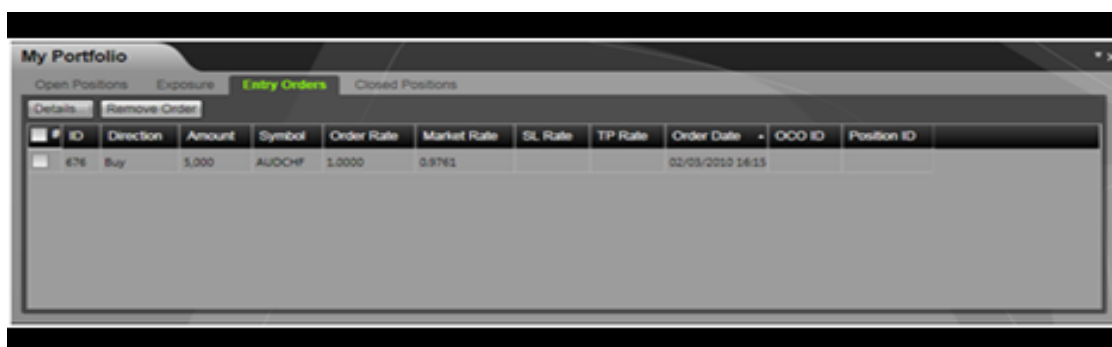 My Portfolio
Open Positions Exposure Entry Orders Closed Positions
Details Remove Order
ID Direction Amount Symbol Order Rate Market Rate SL Rate TP Rate Order Date OCO ID Position ID
676 Buy 5,000 AUDCHF 1.0000 0.9761 02/03/2010 16:15